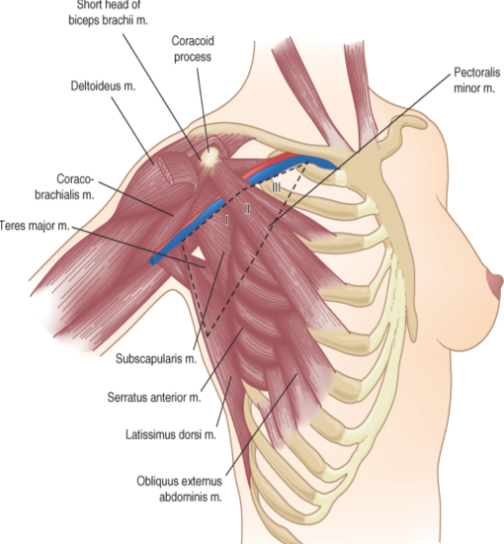 Short head of
biceps brachii m.
Coracoid
process
Pectoralis
minor m.
Deltoideus m.
Coraco-
brachialis m.
Teres major m.
III
II
I
Subscapularis m.
Serratus anterior m.
Latissimus dorsi m.
Obliquus externus
abdominis m.